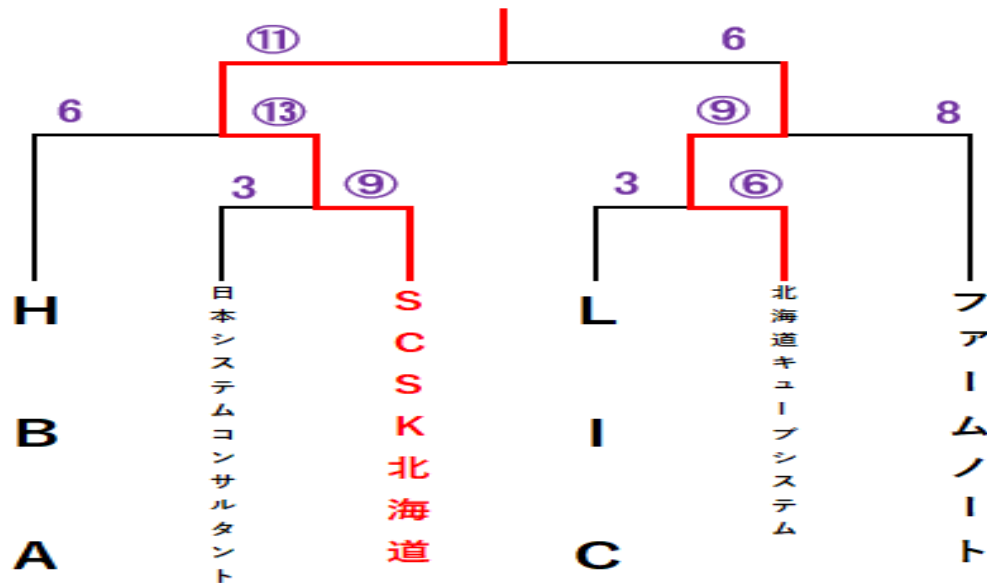 ⑪ 6
6 ⑬ ⑨ 8
3 ⑨ 3 ⑥
HBA
日本システムコンサルタント
SCSK北海道
LIC
北海道キューブシステム
ファームノート